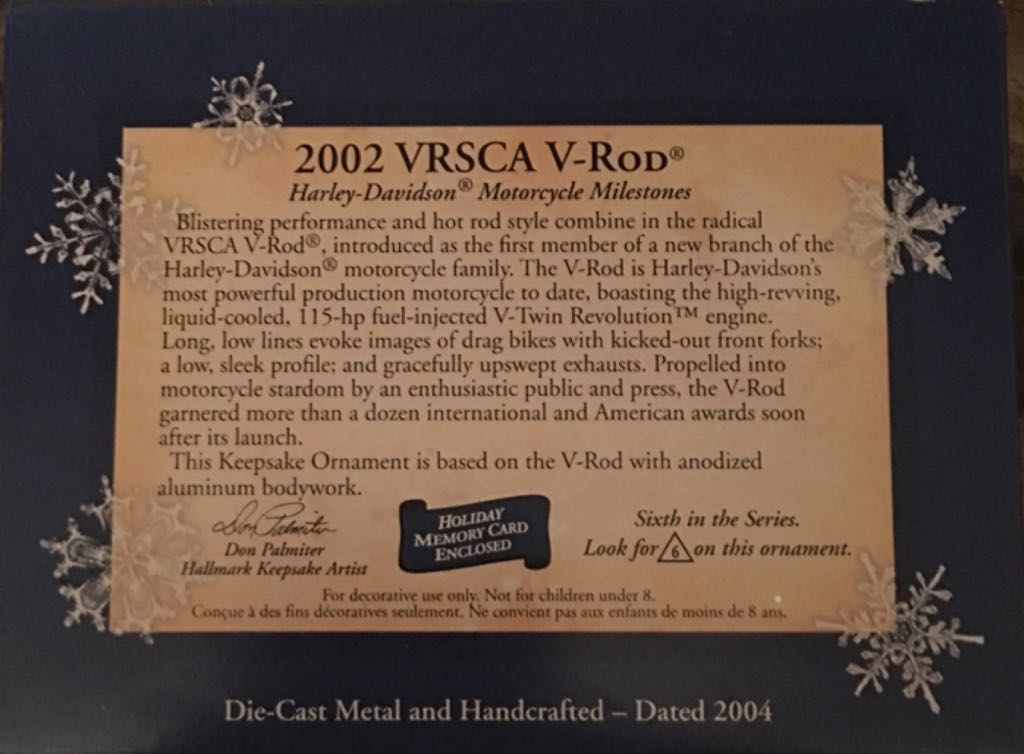 2002 VRSCA V-ROD®
Harley-Davidson® Motorcycle Milestones
Blistering performance and hot rod style combine in the radical
VRSCA V-Rod®, introduced as the first member of a new branch of the
Harley-Davidson® motorcycle family. The V-Rod is Harley-Davidson's
most powerful production motorcycle to date, boasting the high-revving,
liquid-cooled, 115-hp fuel-injected V-Twin Revolution™ engine.
Long, low lines evoke images of drag bikes with kicked-out front forks;
a low, sleek profile; and gracefully upswept exhausts. Propelled into
motorcycle stardom by an enthusiastic public and press, the V-Rod
garnered more than a dozen international and American awards soon
after its launch.
This Keepsake Ornament is based on the V-Rod with anodized
aluminum bodywork.
Don Palmiter
Don Palmiter
Hallmark Keepsake Artist
HOLIDAY
MEMORY CARD
ENCLOSED
Sixth in the Series.
Look for 6 on this ornament.
For decorative use only. Not for children under 8.
Conçue à des fins décoratives seulement. Ne convient pas aux enfants de moins de 8 ans.
Die-Cast Metal and Handcrafted – Dated 2004